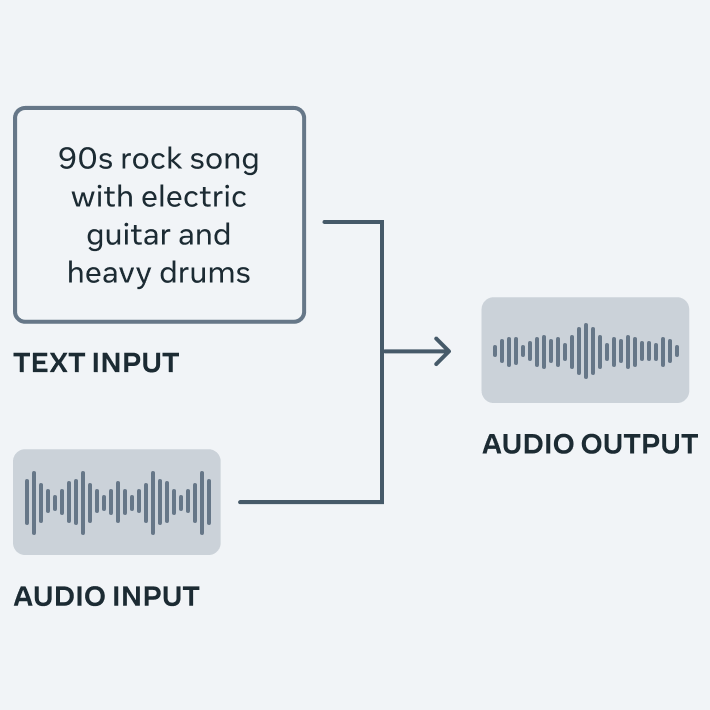 90s rock song
with electric
guitar and
heavy drums
TEXT INPUT
AUDIO INPUT
AUDIO OUTPUT